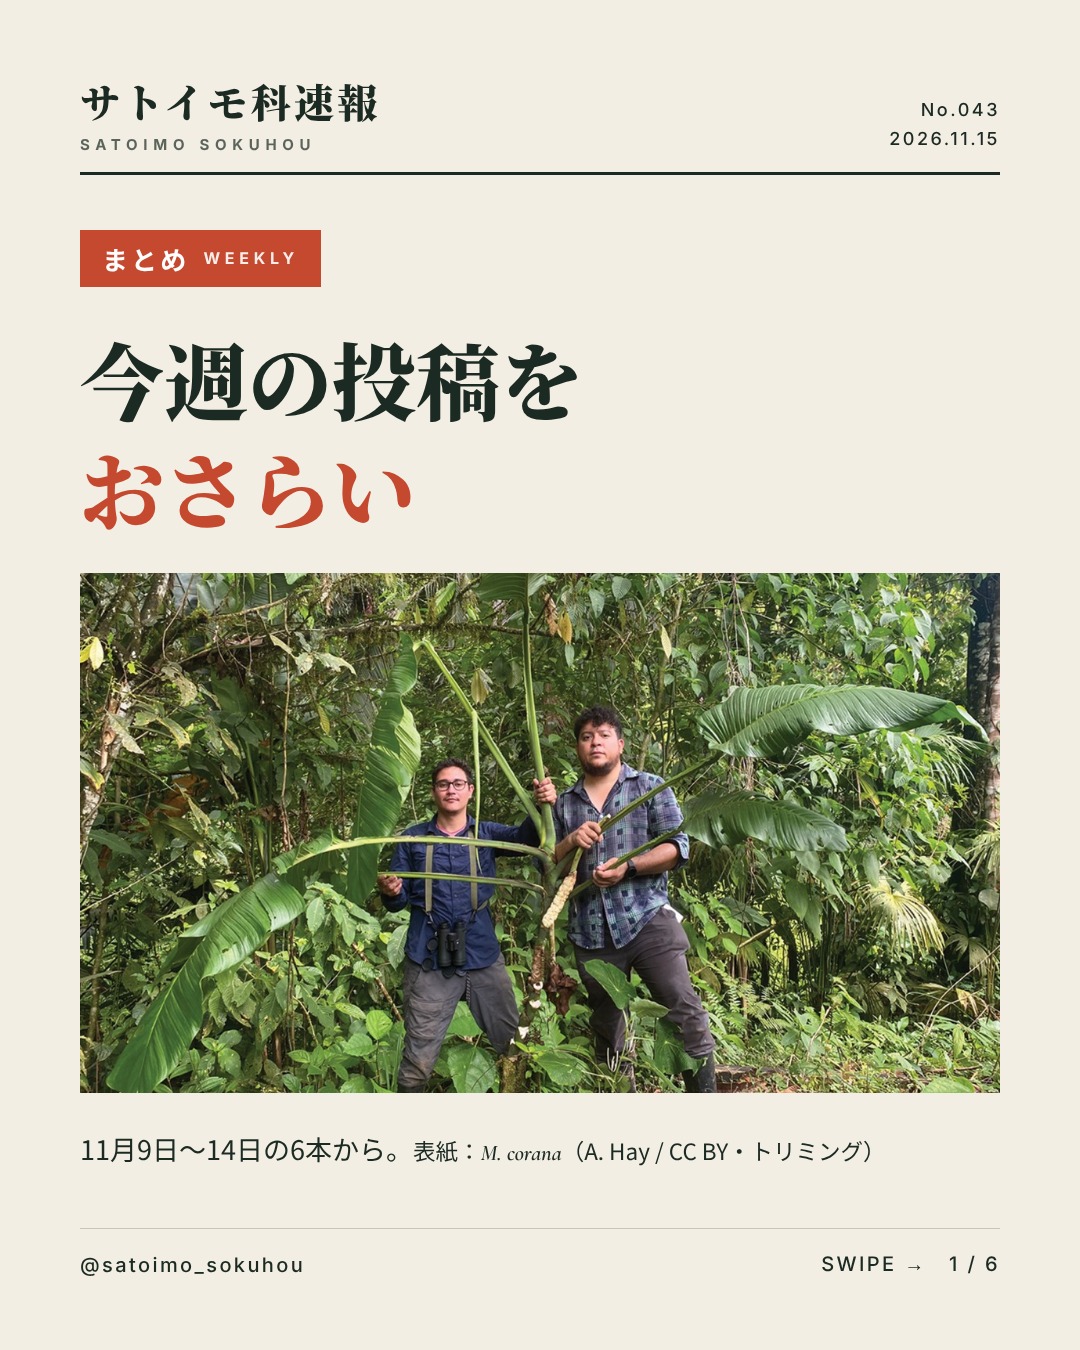 サトイモ科速報
SATOIMO SOKUHOU
No.043
2026.11.15
まとめ WEEKLY
今週の投稿を
おさらい
11月9日〜14日の6本から。表紙：M. corana（A. Hay / CC BY・トリミング）
@satoimo_sokuhou
SWIPE → 1 / 6